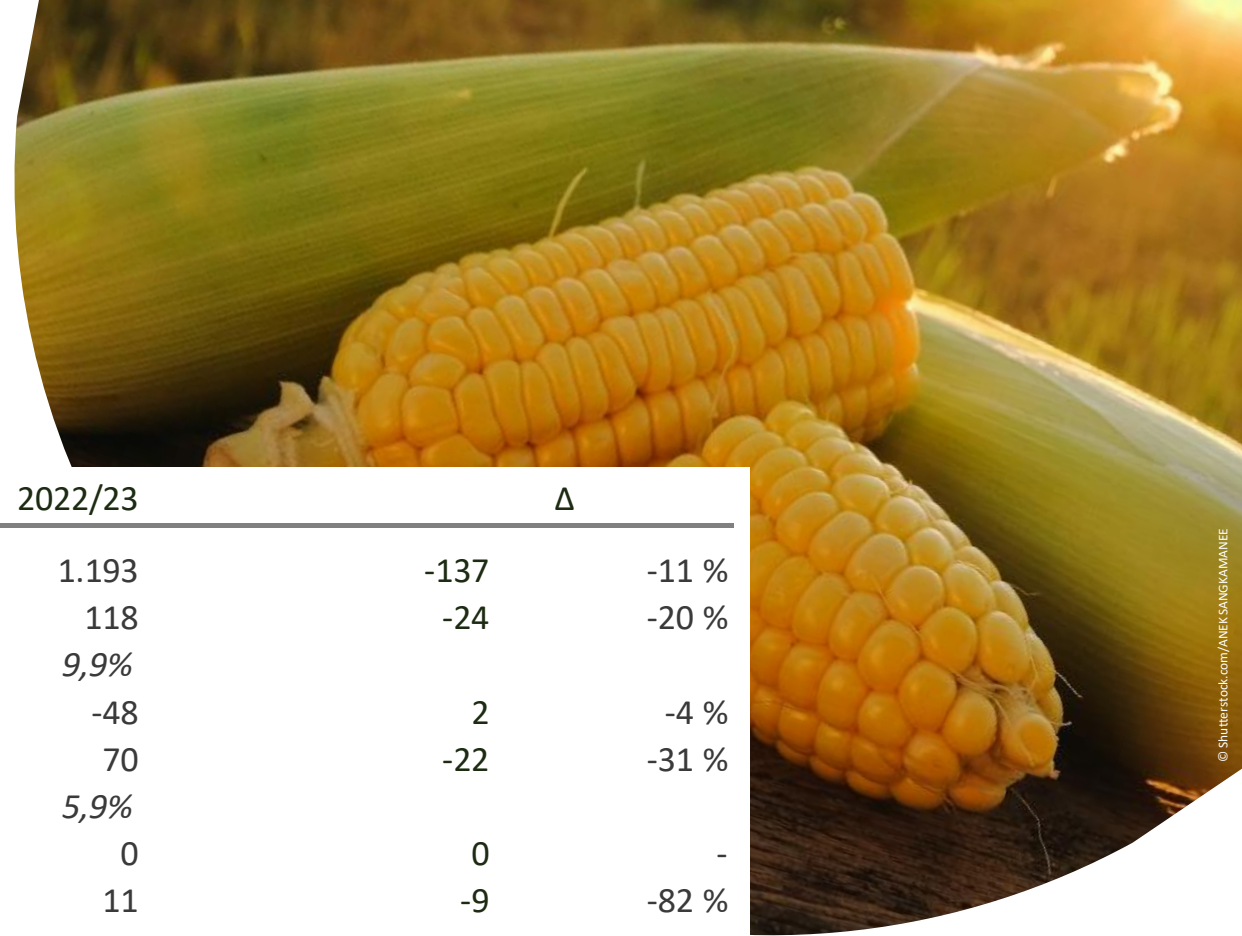 2022/23 Δ
1.193 -137 -11 %
118 -24 -20 %
9,9%
-48 2 -4 %
70 -22 -31 %
5,9%
0 0 -
11 -9 -82 %
© Shutterstock.com/ANEK SANGKAMANEE